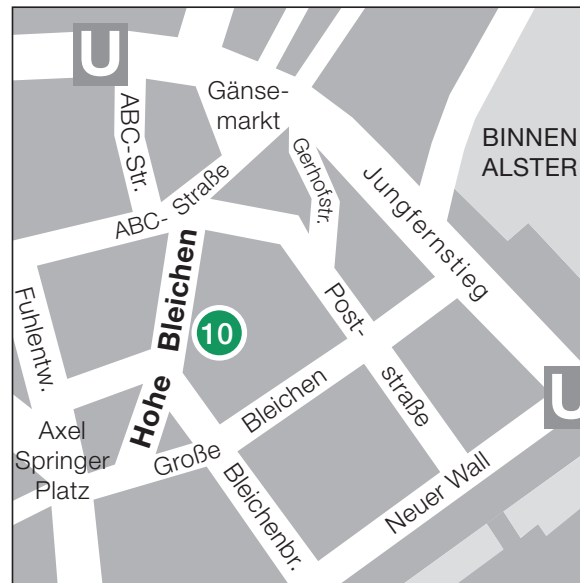 U
ABC-Str.
Gänse-
markt
Gerhofstr.
BINNEN
ALSTER
Jungfernstieg
ABC- Straße
Hohe Bleichen
10
Fuhlentw.
Post-
straße
U
Axel
Springer
Platz
Große Bleichen
Bleichenbr.
Neuer Wall